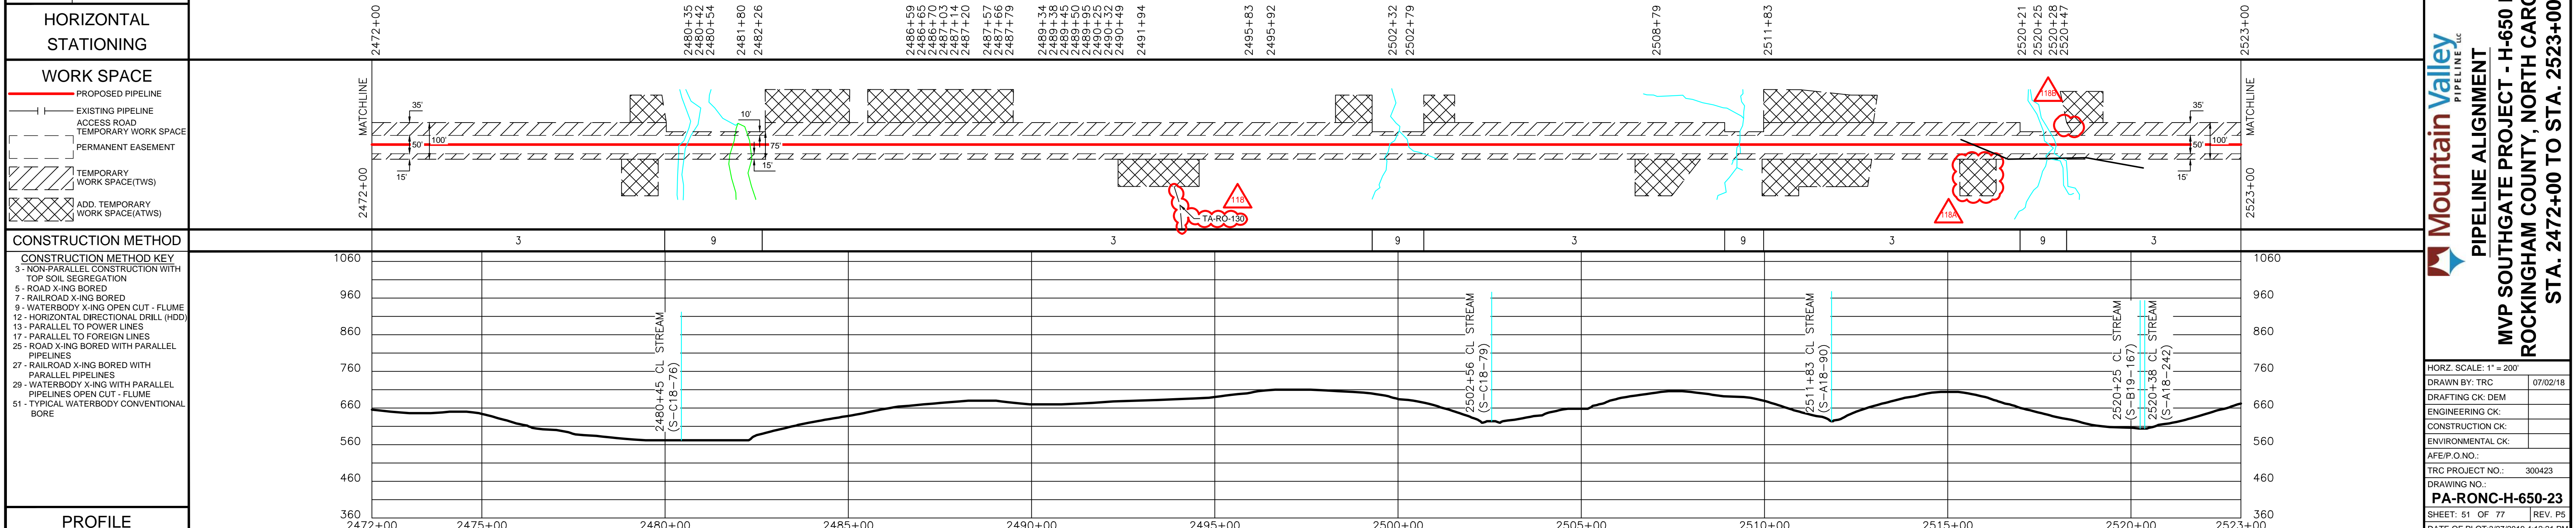 HORIZONTAL
STATIONING
2472+00
2480+35
2480+42
2480+54
2481+80
2482+26
2486+59
2486+65
2486+70
2487+03
2487+14
2487+20
2487+57
2487+66
2487+79
2489+34
2489+38
2489+45
2489+50
2489+95
2490+25
2490+32
2490+49
2491+94
2495+83
2495+92
2502+32
2502+79
2508+79
2511+83
2520+21
2520+25
2520+28
2520+47
2523+00
WORK SPACE
PROPOSED PIPELINE
EXISTING PIPELINE
ACCESS ROAD
TEMPORARY WORK SPACE
PERMANENT EASEMENT
TEMPORARY
WORK SPACE(TWS)
ADD. TEMPORARY
WORK SPACE(ATWS)
MATCHLINE
2472+00
35'
50'
100'
15'
10'
75'
15'
TA-RO-130
118
118A
118B
35'
50'
100'
15'
MATCHLINE
2523+00
CONSTRUCTION METHOD
3
9
3
9
3
9
3
9
3
CONSTRUCTION METHOD KEY
3 - NON-PARALLEL CONSTRUCTION WITH
TOP SOIL SEGREGATION
5 - ROAD X-ING BORED
7 - RAILROAD X-ING BORED
9 - WATERBODY X-ING OPEN CUT - FLUME
12 - HORIZONTAL DIRECTIONAL DRILL (HDD)
13 - PARALLEL TO POWER LINES
17 - PARALLEL TO FOREIGN LINES
25 - ROAD X-ING BORED WITH PARALLEL
PIPELINES
27 - RAILROAD X-ING BORED WITH
PARALLEL PIPELINES
29 - WATERBODY X-ING WITH PARALLEL
PIPELINES OPEN CUT - FLUME
51 - TYPICAL WATERBODY CONVENTIONAL
BORE
1060
960
860
760
660
560
460
360
2480+45 CL STREAM
(S-C18-76)
2502+56 CL STREAM
(S-C18-79)
2511+83 CL STREAM
(S-A18-90)
2520+25 CL STREAM
(S-B19-167)
2520+38 CL STREAM
(S-A18-242)
1060
960
860
760
660
560
460
360
PROFILE
2472+00
2475+00
2480+00
2485+00
2490+00
2495+00
2500+00
2505+00
2510+00
2515+00
2520+00
2523+00
Mountain Valley
PIPELINE LLC
PIPELINE ALIGNMENT
MVP SOUTHGATE PROJECT - H-650
ROCKINGHAM COUNTY, NORTH CARO
STA. 2472+00 TO STA. 2523+00
HORZ. SCALE: 1" = 200'
DRAWN BY: TRC 07/02/18
DRAFTING CK: DEM
ENGINEERING CK:
CONSTRUCTION CK:
ENVIRONMENTAL CK:
AFE/P.O.NO.:
TRC PROJECT NO.: 300423
DRAWING NO.:
PA-RONC-H-650-23
SHEET: 51 OF 77 REV. P5